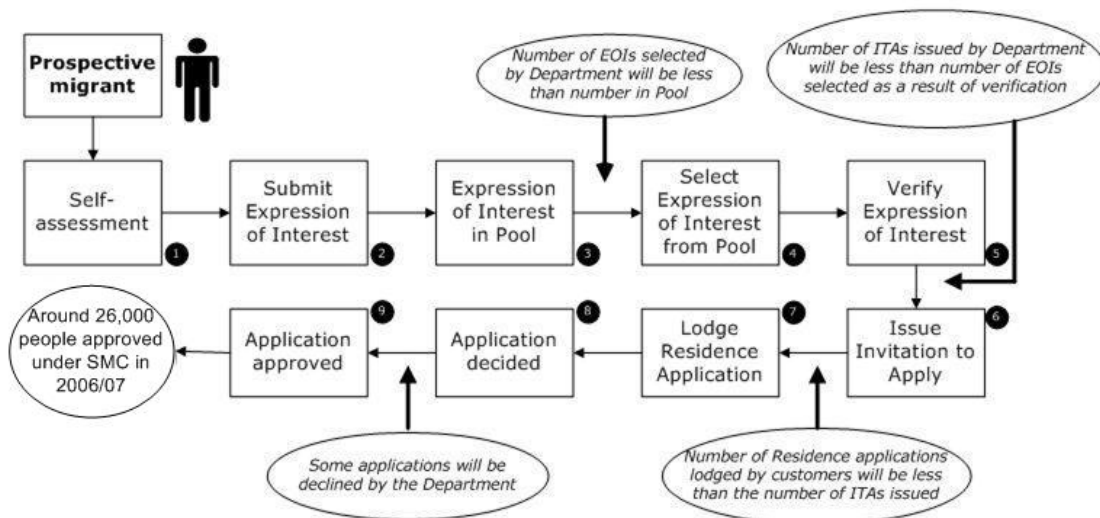 Prospective
migrant
Number of EOIs selected
by Department will be less
than number in Pool
Number of ITAs issued by Department
will be less than number of EOIs
selected as a result of verification
Self-
assessment
1
Submit
Expression
of Interest
2
Expression
of Interest
in Pool
3
Select
Expression
of Interest
from Pool
4
Verify
Expression
of Interest
5
Issue
Invitation to
Apply
6
Lodge
Residence
Application
7
Application
decided
8
Application
approved
9
Around 26,000
people approved
under SMC in
2006/07
Some applications will be
declined by the Department
Number of Residence applications
lodged by customers will be less
than the number of ITAs issued